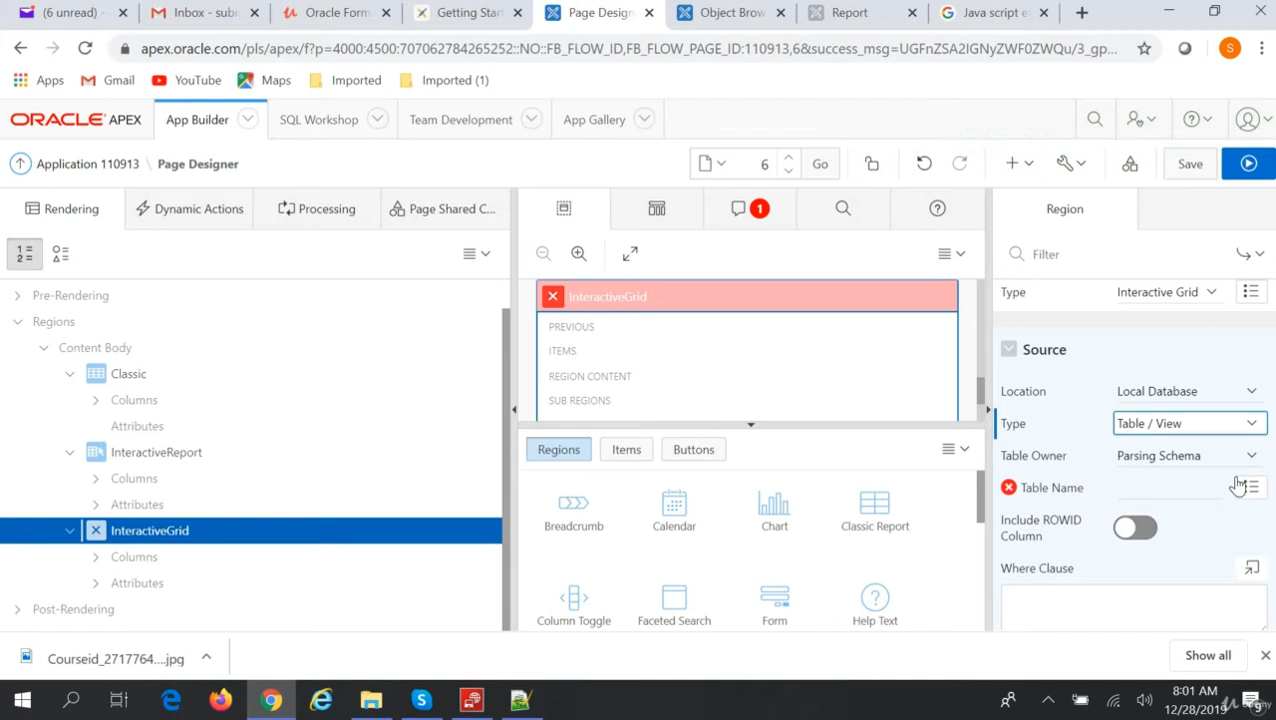 (6 unread) -
Inbox - subr
Oracle Form
Getting Star
Page Design
Object Brow
Report
Java script e
apex.oracle.com/pls/apex/f?p=4000:4500:707062784265252::NO::FB_FLOW_ID,FB_FLOW_PAGE_ID:110913,6&success_msg=UGFnZSA2IGNyZWF0ZWQu/3_gp...
S
Apps
Gmail
YouTube
Maps
Imported
Imported (1)
ORACLE APEX
App Builder
SQL Workshop
Team Development
App Gallery
Application 110913 \ Page Designer
6
Go
Save
Rendering
Dynamic Actions
Processing
Page Shared C...
1
Region
Filter
Pre-Rendering
Regions
Content Body
Classic
Columns
Attributes
InteractiveReport
Columns
Attributes
InteractiveGrid
Columns
Attributes
Post-Rendering
InteractiveGrid
PREVIOUS
ITEMS
REGION CONTENT
SUB REGIONS
Regions
Items
Buttons
Breadcrumb
Calendar
Chart
Classic Report
Column Toggle
Faceted Search
Form
Help Text
Type
Interactive Grid
Source
Location
Local Database
Type
Table / View
Table Owner
Parsing Schema
Table Name
Include ROWID
Column
Where Clause
Courseid_2717764....jpg
Show all
8:01 AM
12/28/2019